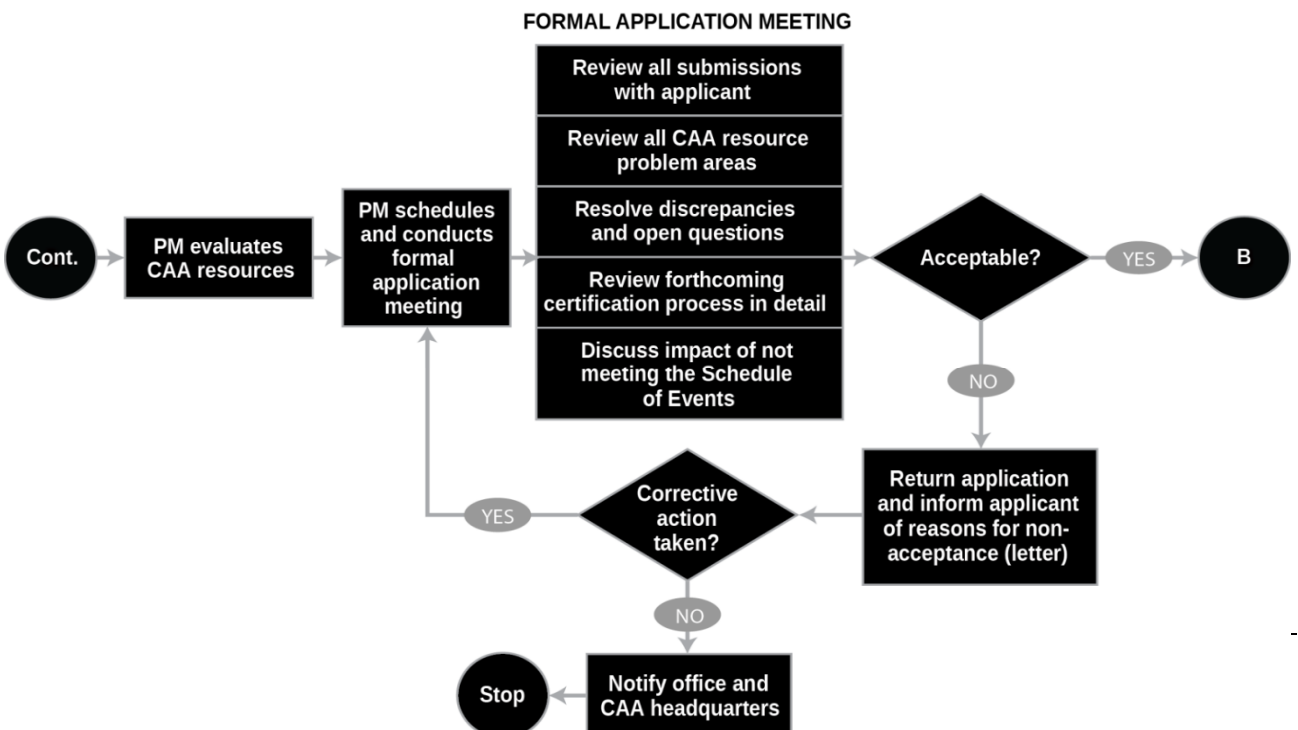 FORMAL APPLICATION MEETING
Review all submissions
with applicant
Review all CAA resource
problem areas
Resolve discrepancies
and open questions
Review forthcoming
certification process in detail
Discuss impact of not
meeting the Schedule
of Events
Cont.
PM evaluates
CAA resources
PM schedules
and conducts
formal
application
meeting
Acceptable?
YES
B
NO
Return application
and inform applicant
of reasons for non-
acceptance (letter)
Corrective
action
taken?
YES
NO
Notify office and
CAA headquarters
Stop